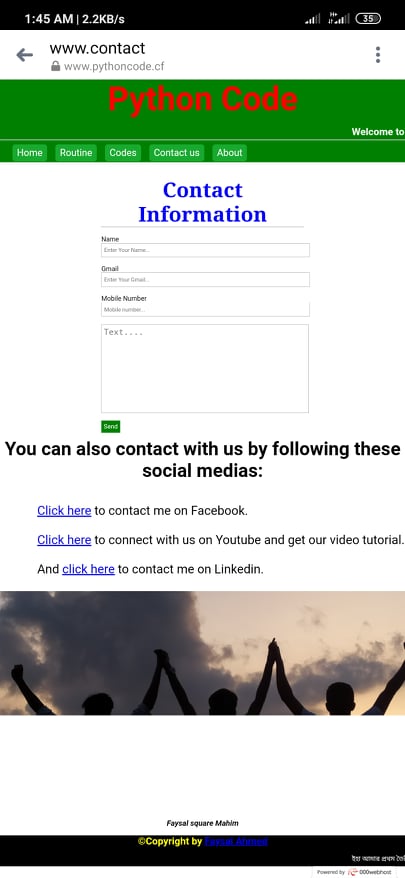 1:45 AM | 2.2KB/s
35
www.contact
www.pythoncode.cf
Python Code
Welcome to
Home Routine Codes Contact us About
Contact
Information
Name
Enter Your Name...
Gmail
Enter Your Gmail...
Mobile Number
Mobile number...
Text....
Send
You can also contact with us by following these
social medias:
Click here to contact me on Facebook.
Click here to connect with us on Youtube and get our video tutorial.
And click here to contact me on Linkedin.
Faysal square Mahim
©Copyright by Faysal Ahmed
ইহা আমার প্রথম তৈ
Powered by 000webhost